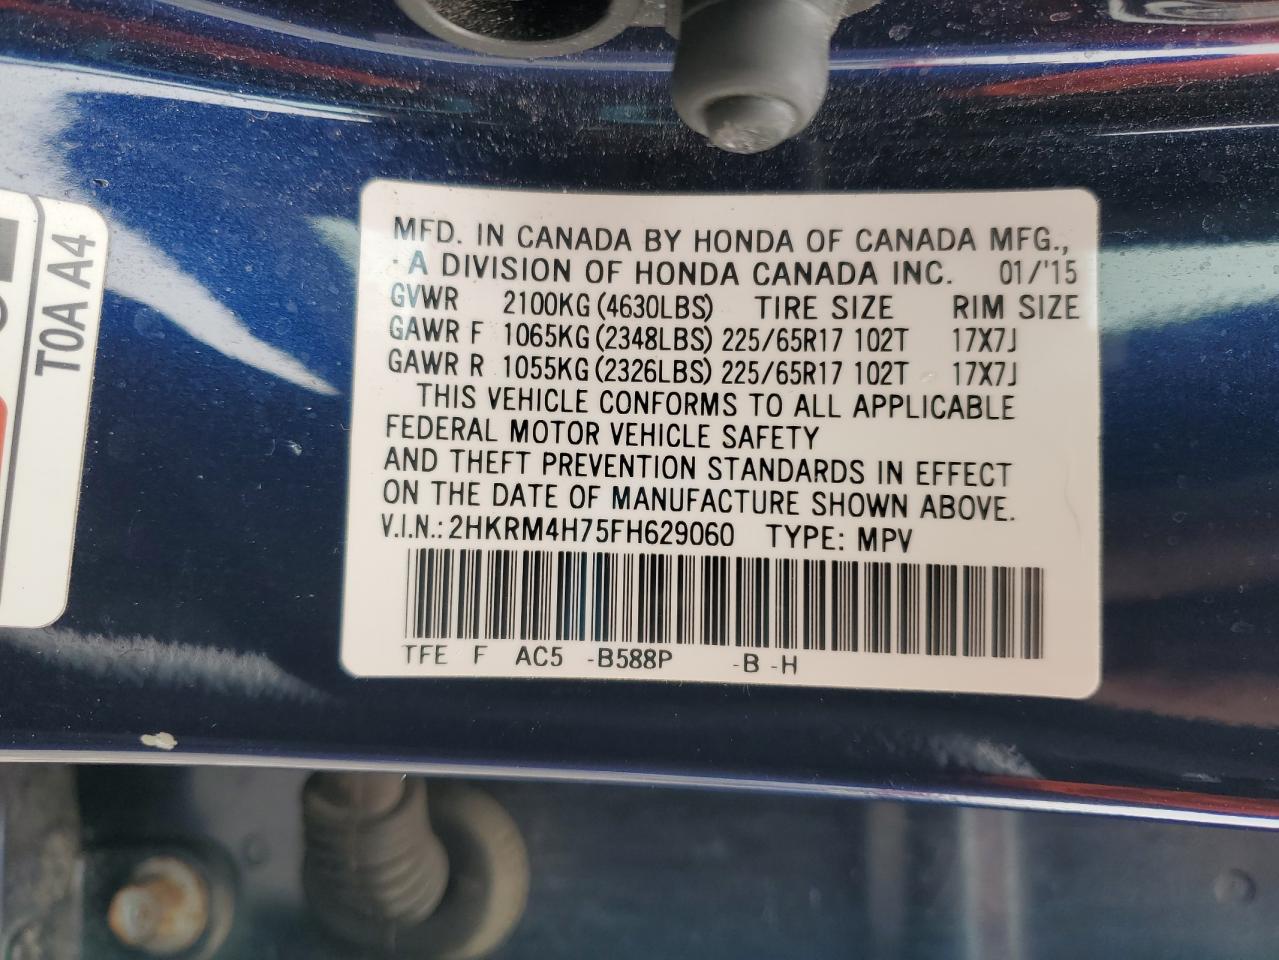 MFD. IN CANADA BY HONDA OF CANADA MFG.,
· A DIVISION OF HONDA CANADA INC. 01/'15
GVWR 2100KG (4630LBS) TIRE SIZE RIM SIZE
GAWR F 1065KG (2348LBS) 225/65R17 102T 17X7J
GAWR R 1055KG (2326LBS) 225/65R17 102T 17X7J
THIS VEHICLE CONFORMS TO ALL APPLICABLE
FEDERAL MOTOR VEHICLE SAFETY
AND THEFT PREVENTION STANDARDS IN EFFECT
ON THE DATE OF MANUFACTURE SHOWN ABOVE.
V.I.N.: 2HKRM4H75FH629060 TYPE: MPV
TFE F AC5 -B588P -B -H
T0A A4